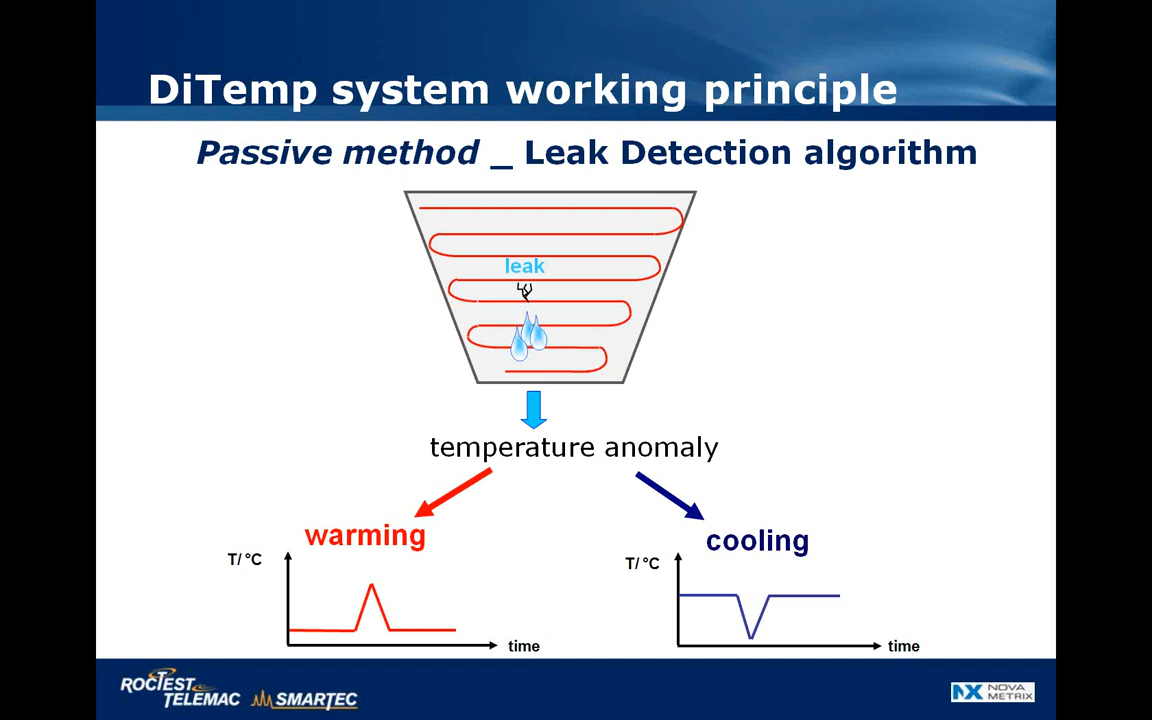 DiTemp system working principle
Passive method _ Leak Detection algorithm
leak
temperature anomaly
warming
cooling
T/ °C
T/ °C
time
time
ROCTEST
TELEMAC
SMARTEC
NX NOVA
METRIX